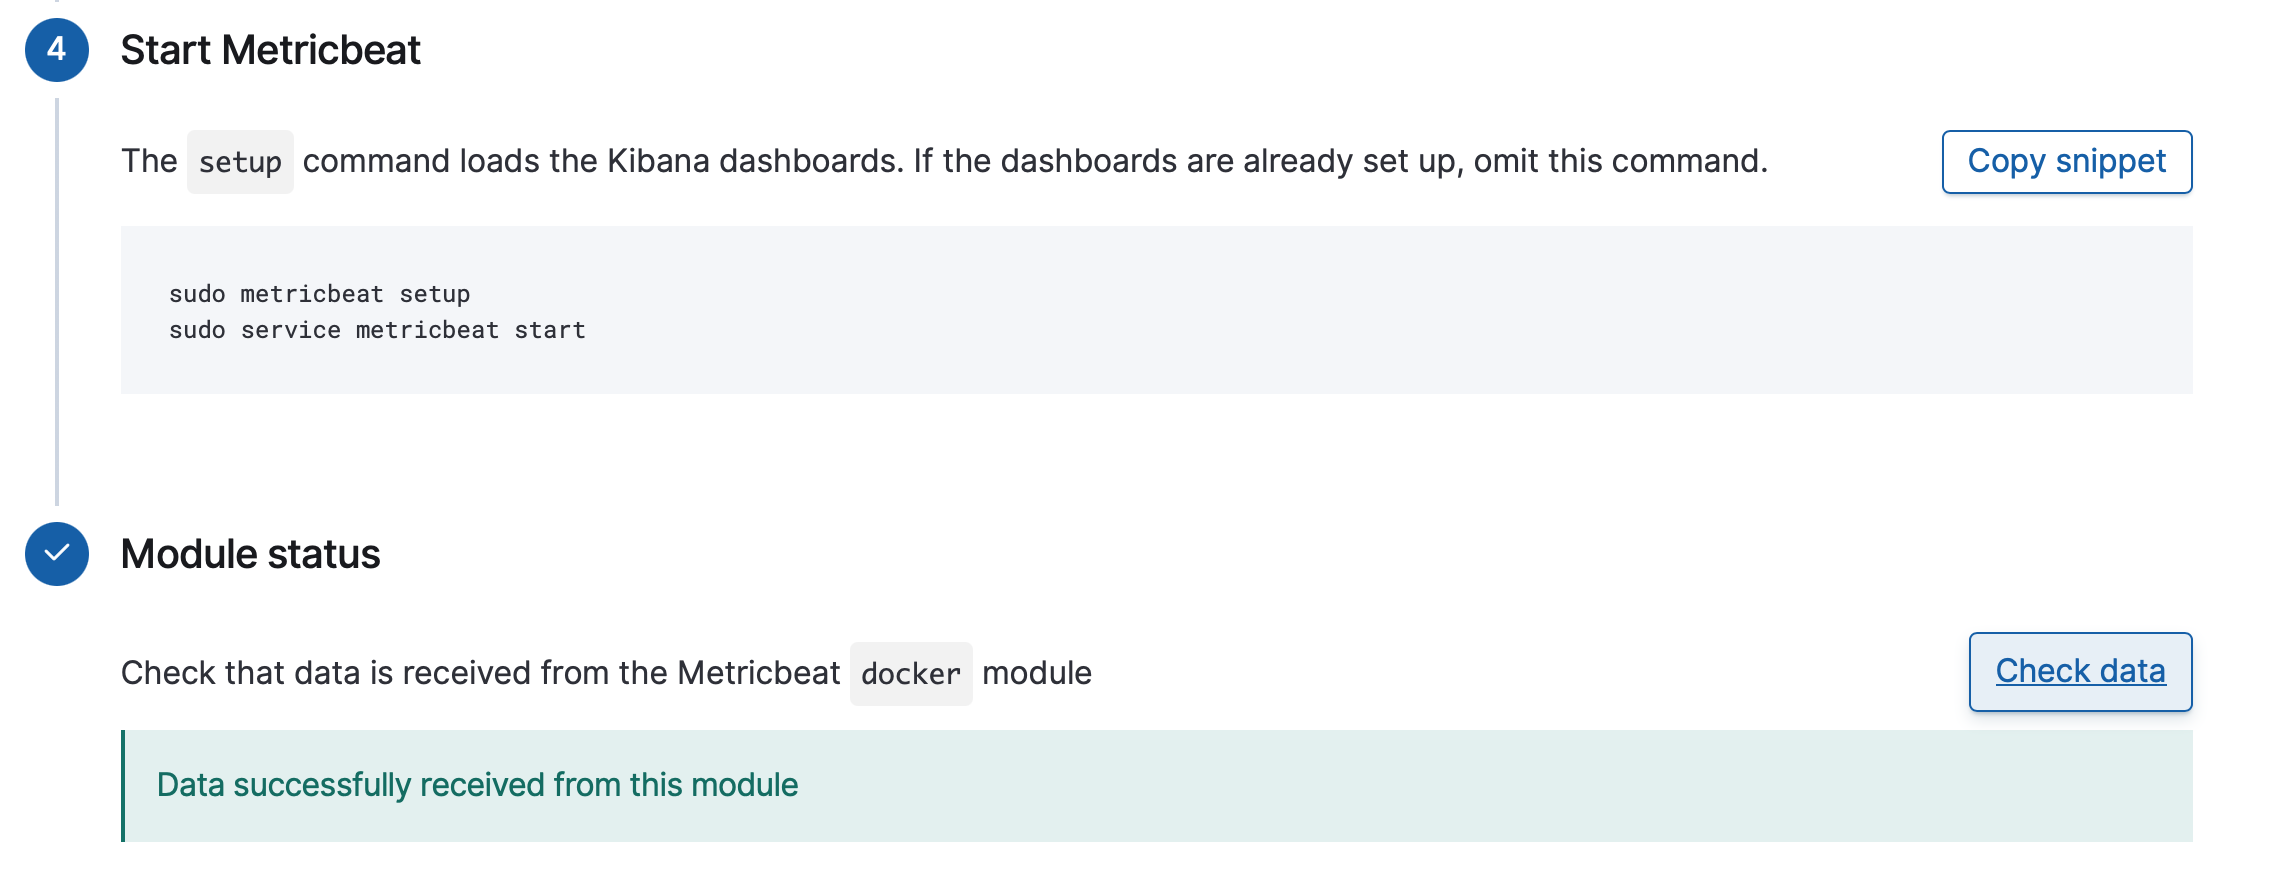 4
Start Metricbeat
The setup command loads the Kibana dashboards. If the dashboards are already set up, omit this command.
Copy snippet
sudo metricbeat setup
sudo service metricbeat start
Module status
Check that data is received from the Metricbeat docker module
Check data
Data successfully received from this module